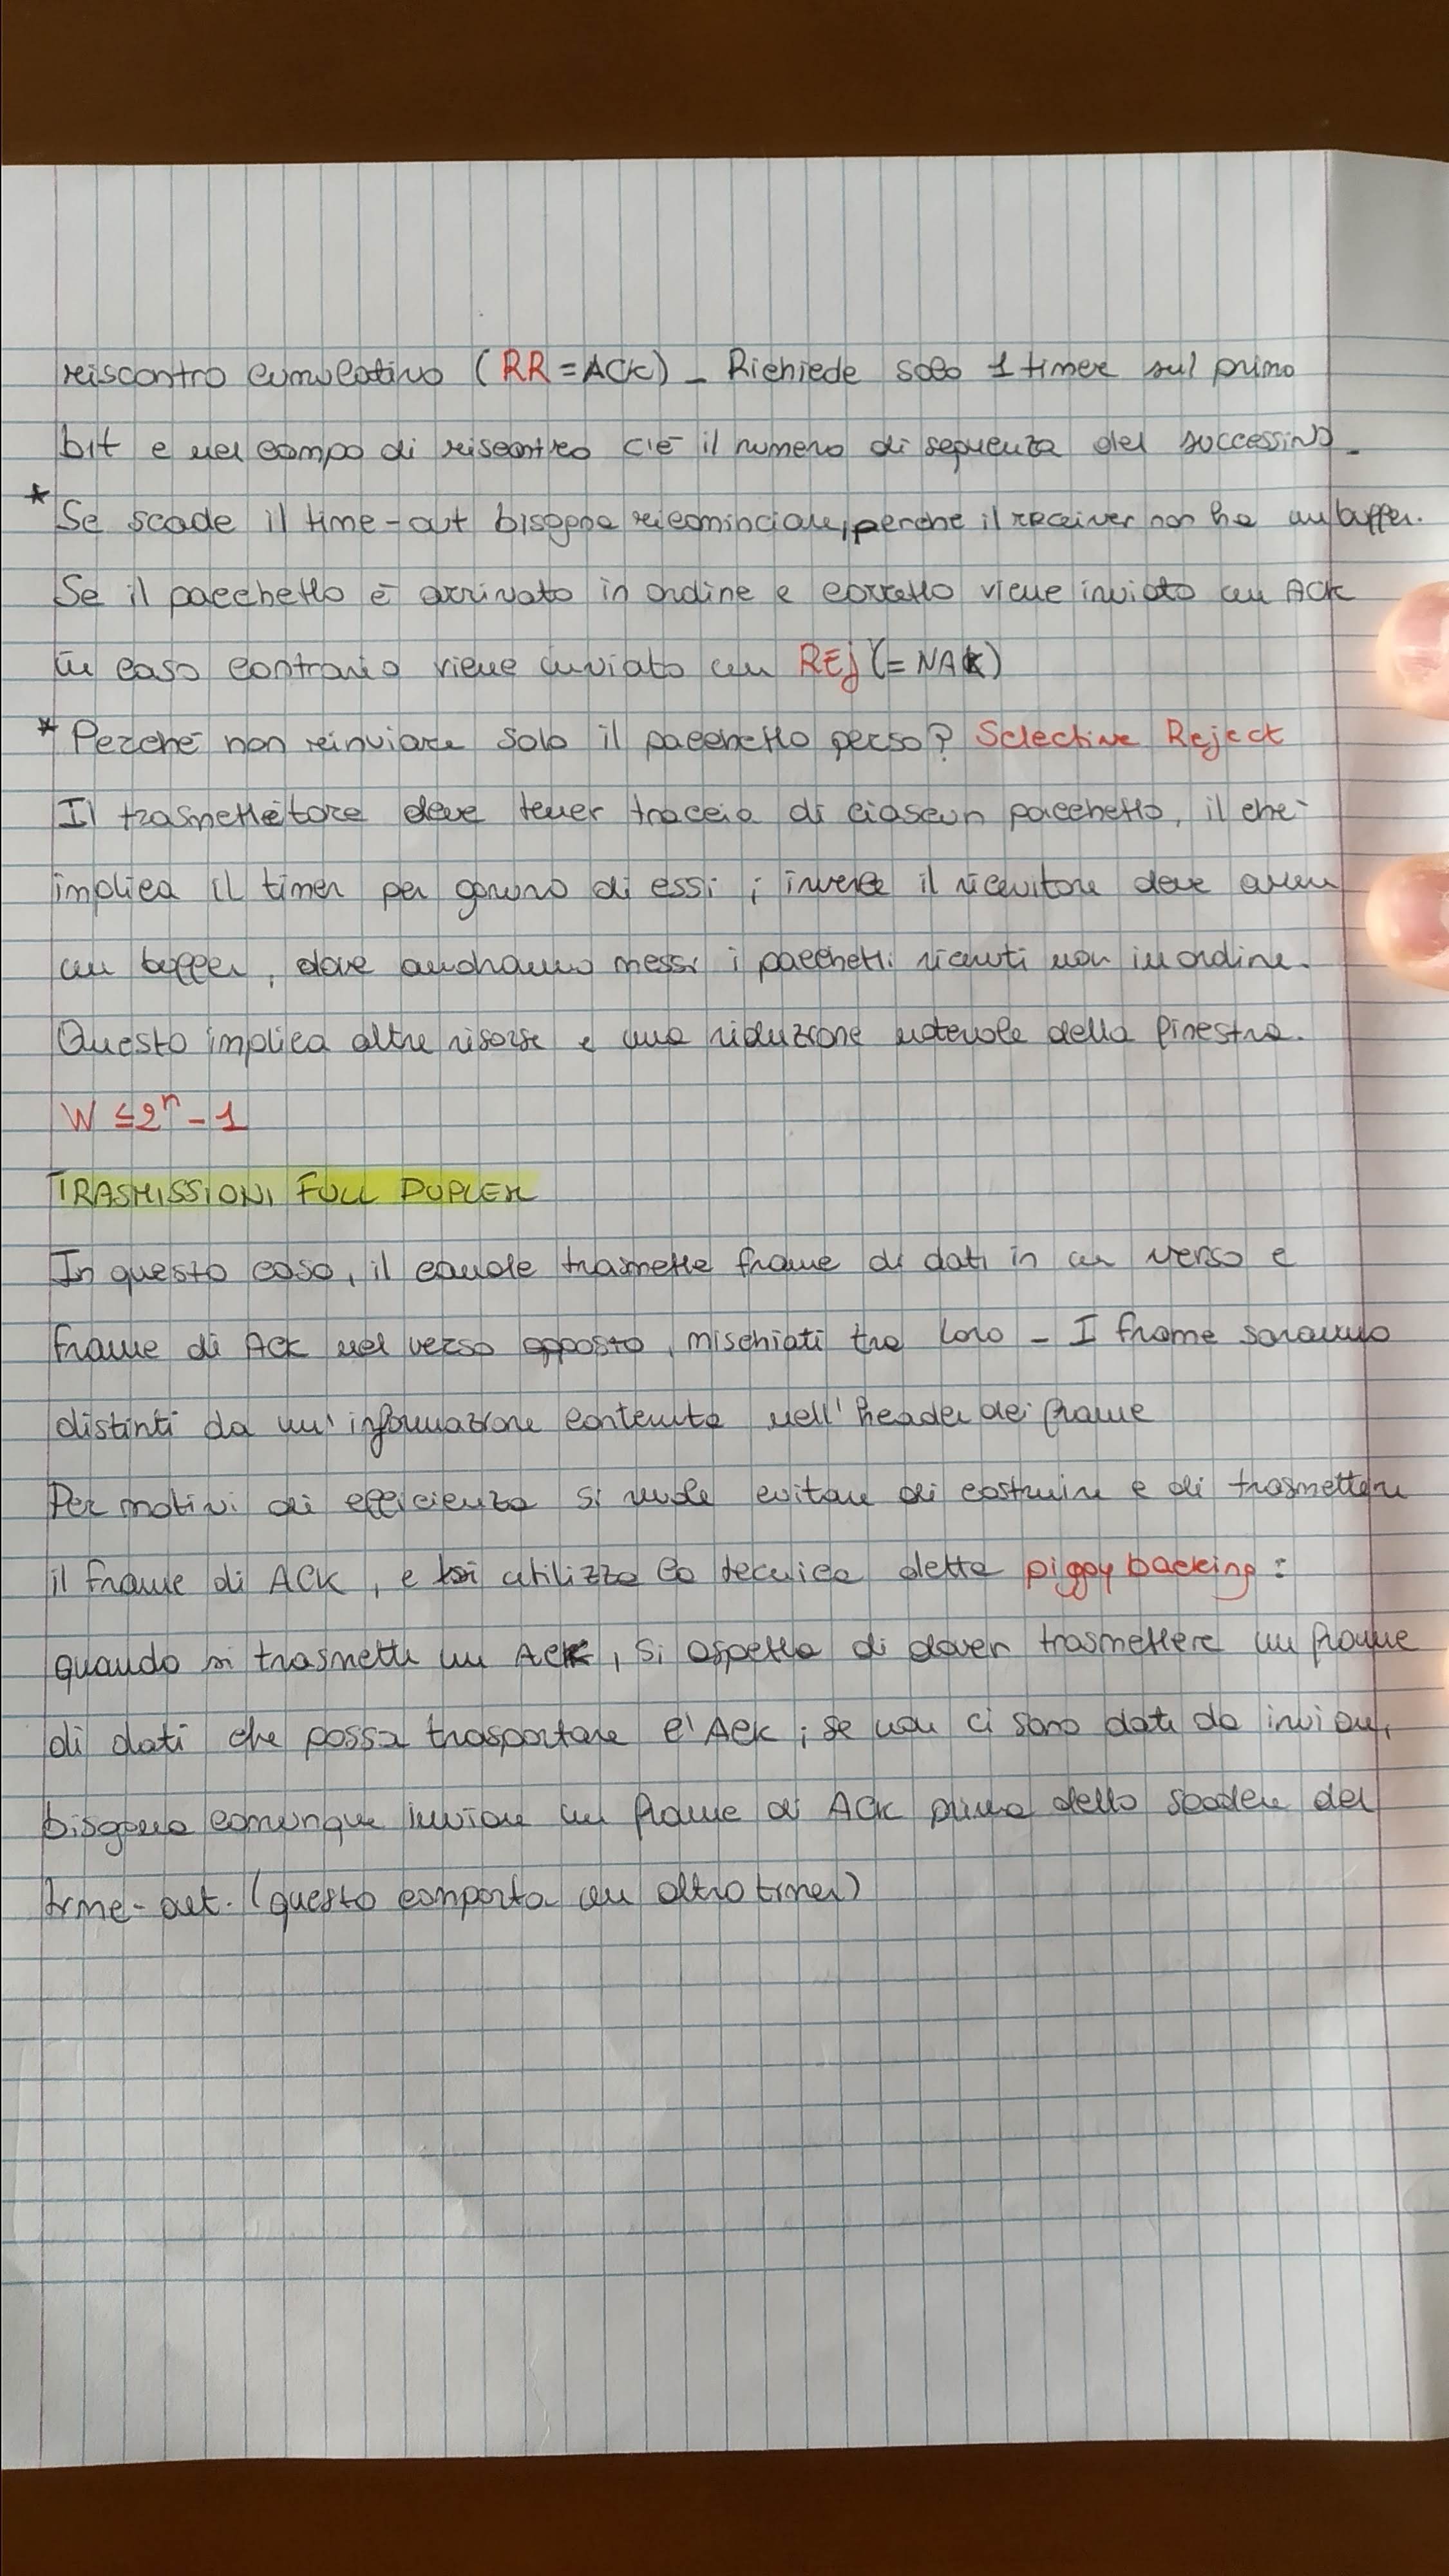 riscontro cumulativo (RR = ACK) _ Richiede solo 1 timer sul primo
bit e nel campo di riscontro c'è il numero di sequenza del successivo.
* Se scade il time-out bisogna ricominciare, perchè il receiver non ha un buffer.
Se il pacchetto è arrivato in ordine e corretto viene inviato un ACK
in caso contrario viene inviato un REJ (= NAK)
* Perchè non reinviare solo il pacchetto perso? Selective Reject
Il trasmettitore deve tener traccia di ciascun pacchetto, il che
implica il timer per ognuno di essi ; invece il ricevitore deve avere
un buffer, dove andranno messi i pacchetti ricevuti non in ordine.
Questo implica altre risorse e una riduzione notevole della finestra.
W ≤ 2ⁿ - 1
TRASMISSIONI FULL DUPLEX
In questo caso, il canale trasmette frame di dati in un verso e
frame di ACK nel verso opposto, mischiati tra loro _ I frame saranno
distinti da un'informazione contenuta nell'header dei frame
Per motivi di efficienza si vuole evitare di costruire e di trasmettere
il frame di ACK, e si utilizza la tecnica detta piggybacking:
quando si trasmette un ACK, si aspetta di dover trasmettere un frame
di dati che possa trasportare l'ACK ; se non ci sono dati da inviare,
bisogna comunque inviare un frame di ACK prima dello scadere del
time-out. (questo comporta un altro timer)